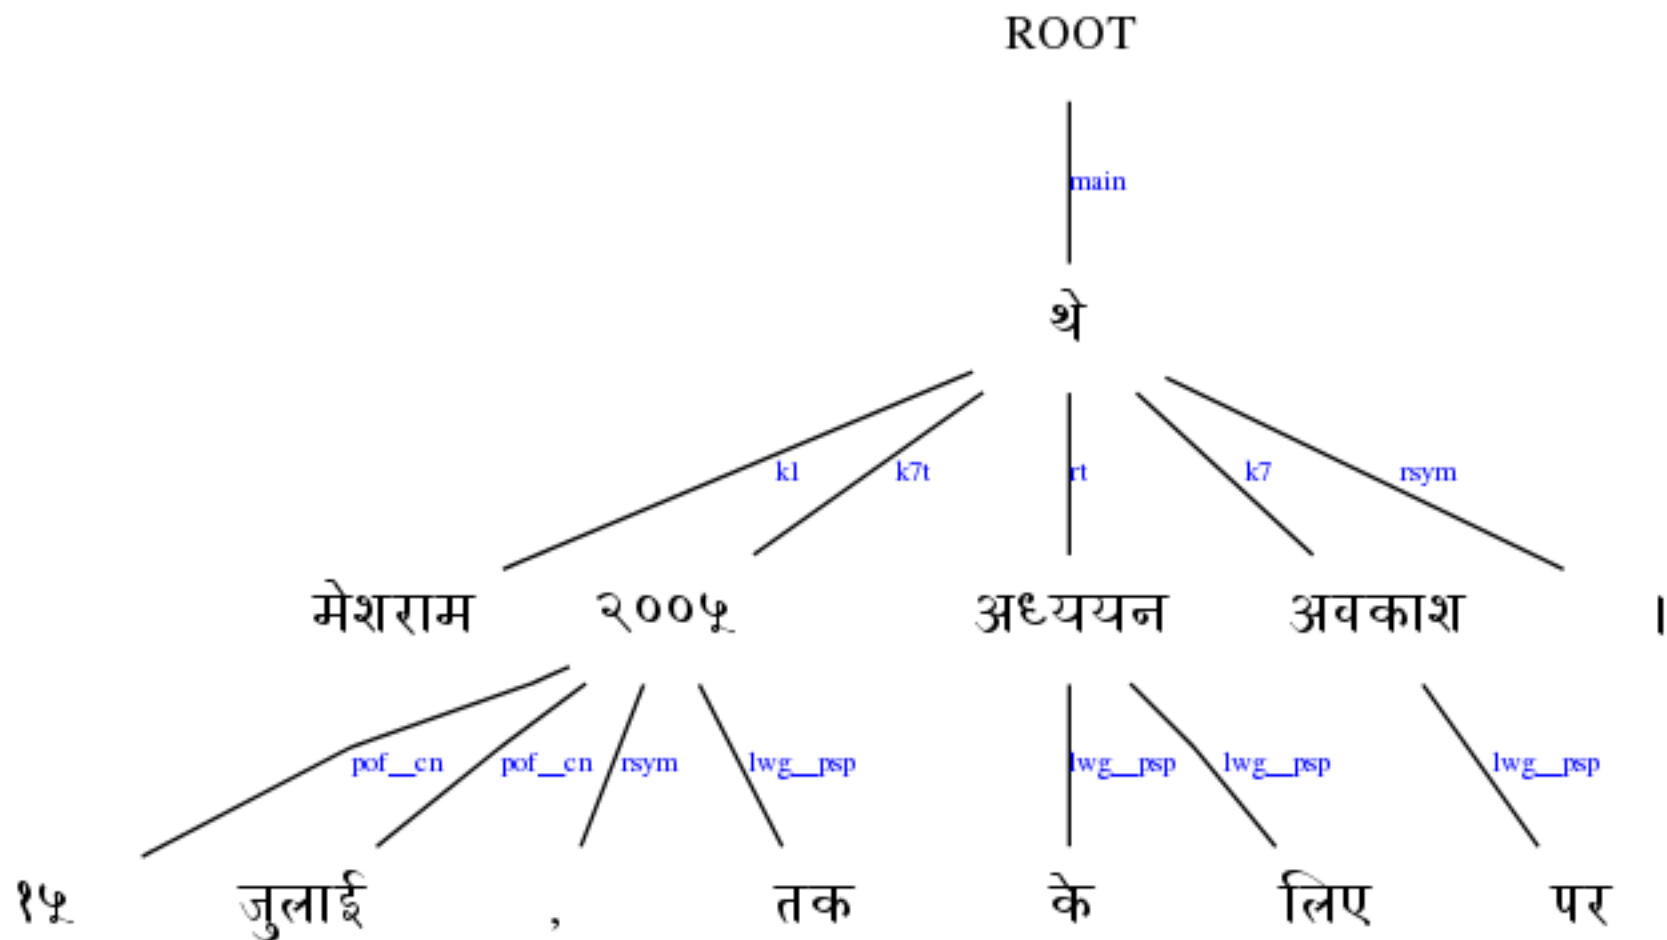 ROOT
main
थे
k1 k7t rt k7 rsym
मेशराम २००५ अध्ययन अवकाश ।
pof__cn pof__cn rsym lwg__psp lwg__psp lwg__psp lwg__psp
१५ जुलाई , तक के लिए पर